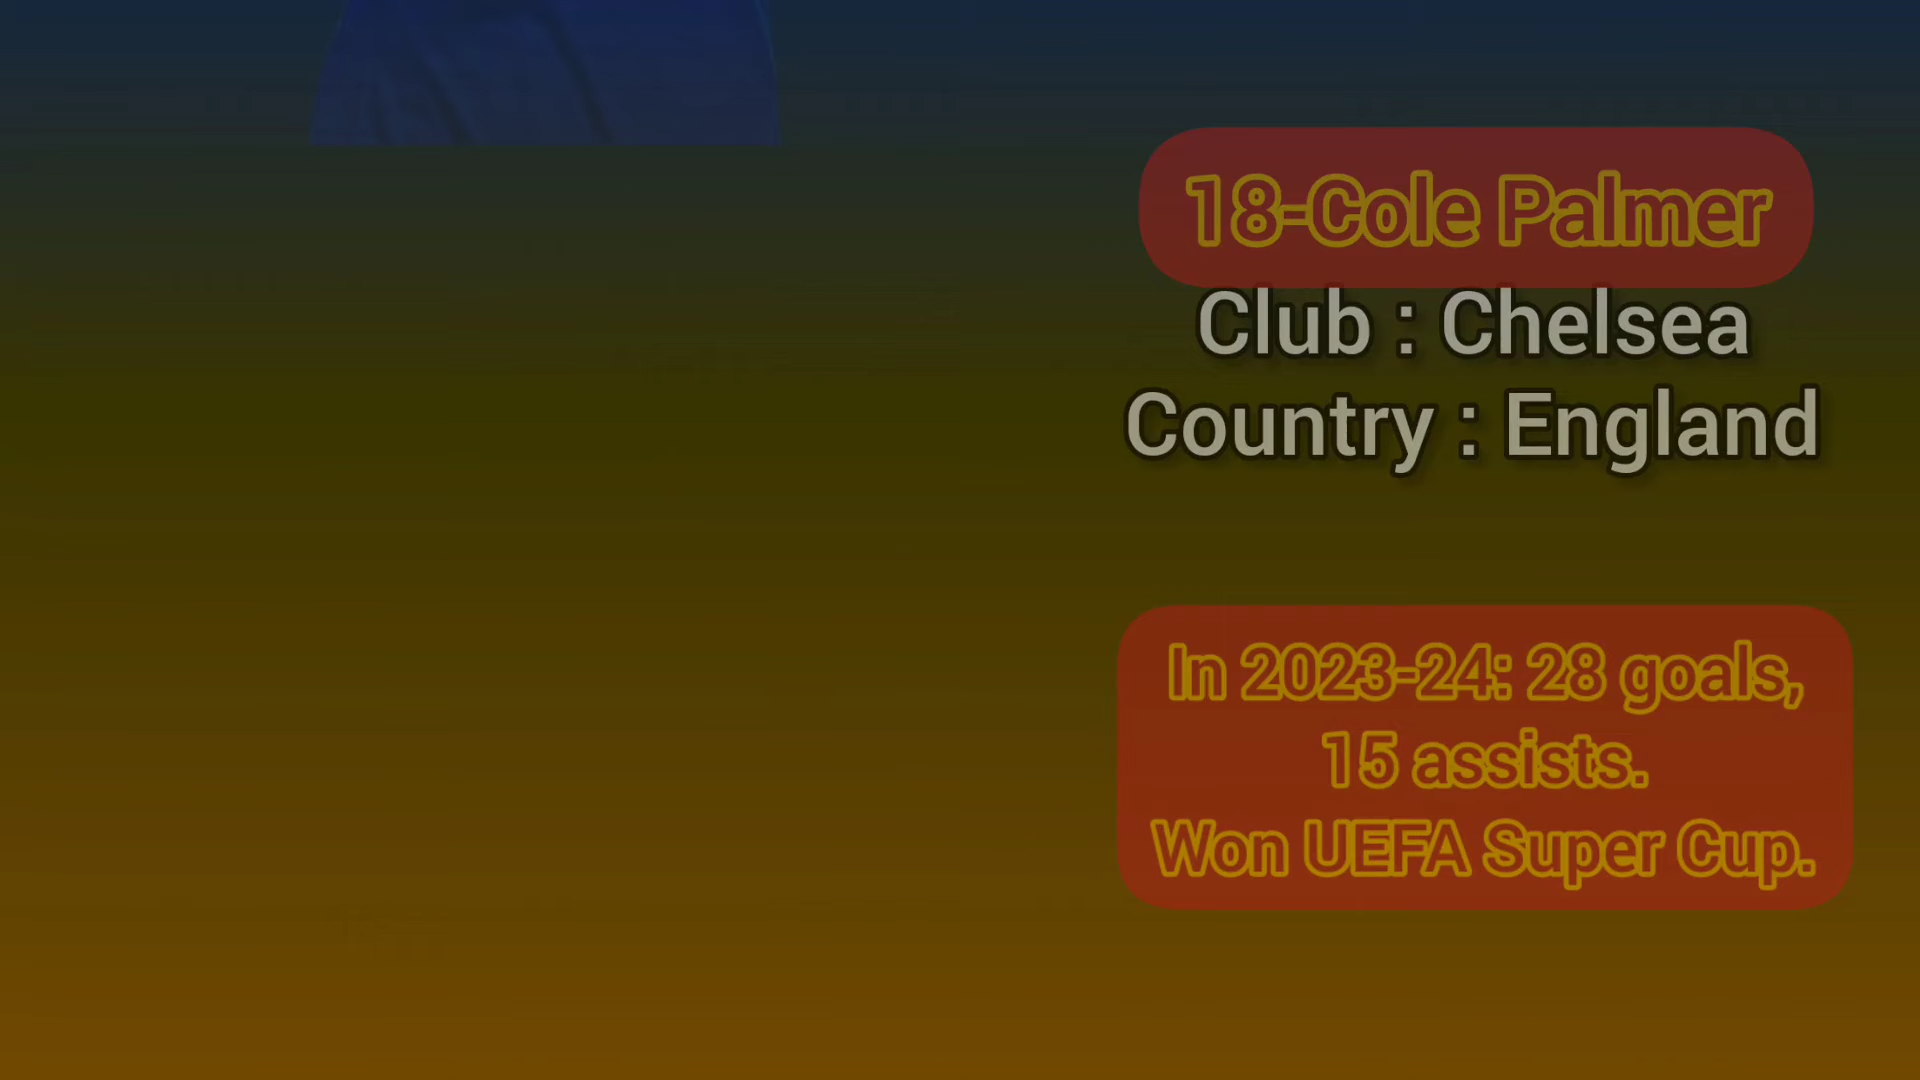 18-Cole Palmer
Club : Chelsea
Country : England
In 2023-24: 28 goals,
15 assists.
Won UEFA Super Cup.